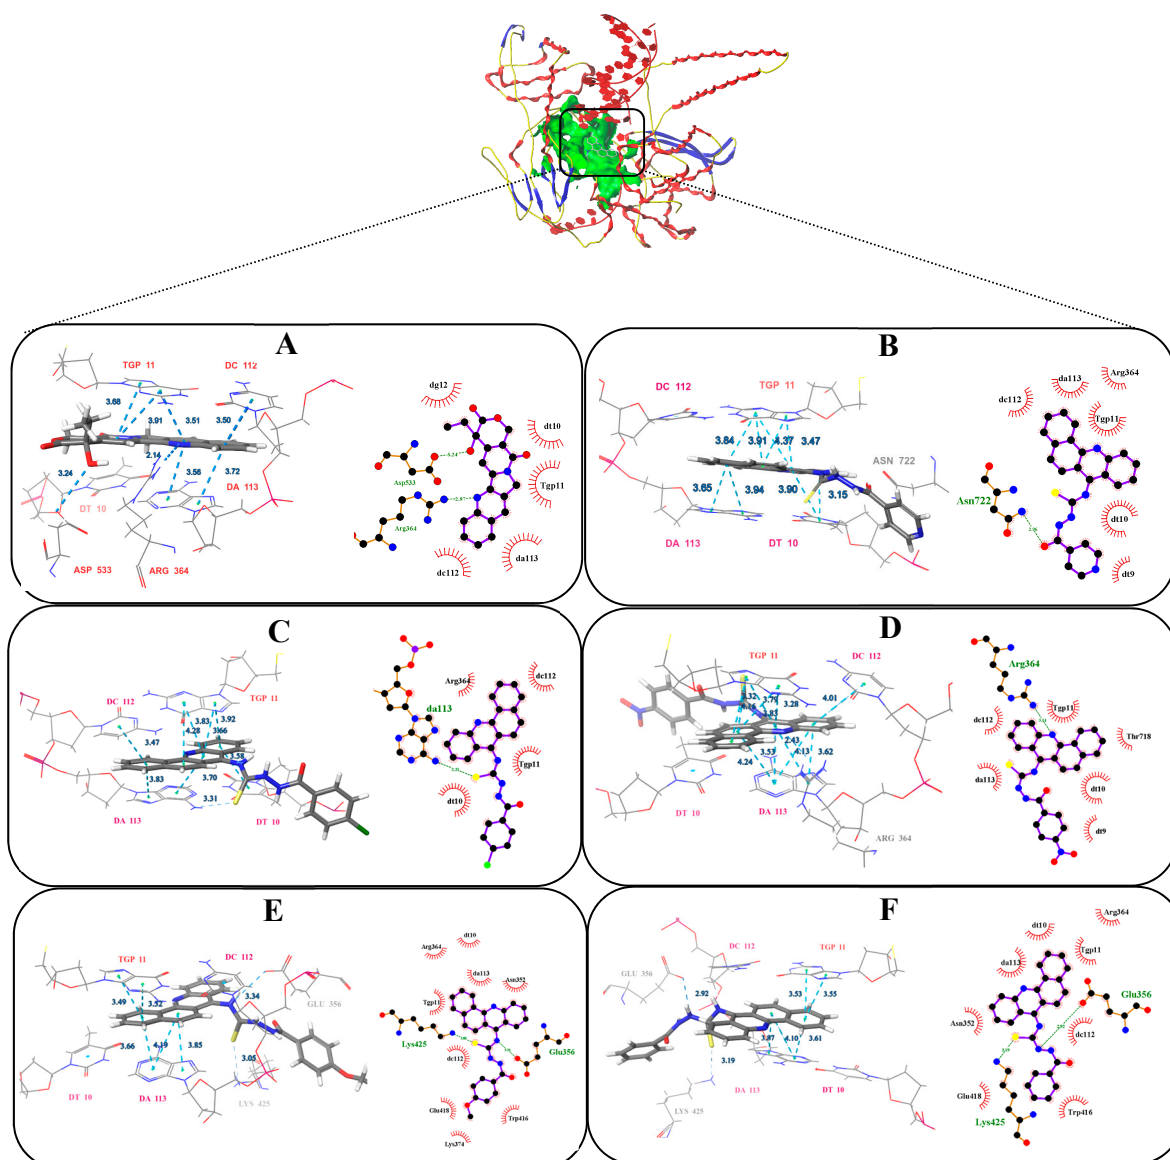 A
TGP 11
DC 112
3.68
3.91
3.51
3.50
2.14
3.24
3.56
3.72
DT 10
DA 113
ASP 533
ARG 364
dg12
dt10
Asp533
Tgp11
Arg364
dc112
da113
B
DC 112
TGP 11
3.84
3.91
4.37
3.47
ASN 722
3.65
3.94
3.90
3.15
DA 113
DT 10
da113
Arg364
dc112
Tgp11
Asn722
dt10
dt9
C
TGP 11
DC 112
3.83
3.92
3.47
4.28
3.66
3.58
3.83
3.70
3.31
DA 113
DT 10
Arg364
dc112
da113
Tgp11
dt10
D
TGP 11
DC 112
3.79
4.01
3.28
3.83
2.43
3.53
4.13
3.62
4.24
DT 10
DA 113
ARG 364
Arg364
Tgp11
dc112
Thr718
da113
dt10
dt9
E
TGP 11
DC 112
3.34
GLU 356
3.49
3.52
3.66
4.19
3.85
3.05
DT 10
DA 113
LYS 425
dt10
Arg364
da113
Asn352
Tgp11
Lys425
dc112
Glu356
Glu418
Trp416
Lys374
F
DC 112
TGP 11
GLU 356
2.92
3.53
3.55
3.87
4.10
3.61
3.19
DA 113
DT 10
LYS 425
dt10
Arg364
Tgp11
da113
Glu356
Asn352
dc112
Glu418
Lys425
Trp416